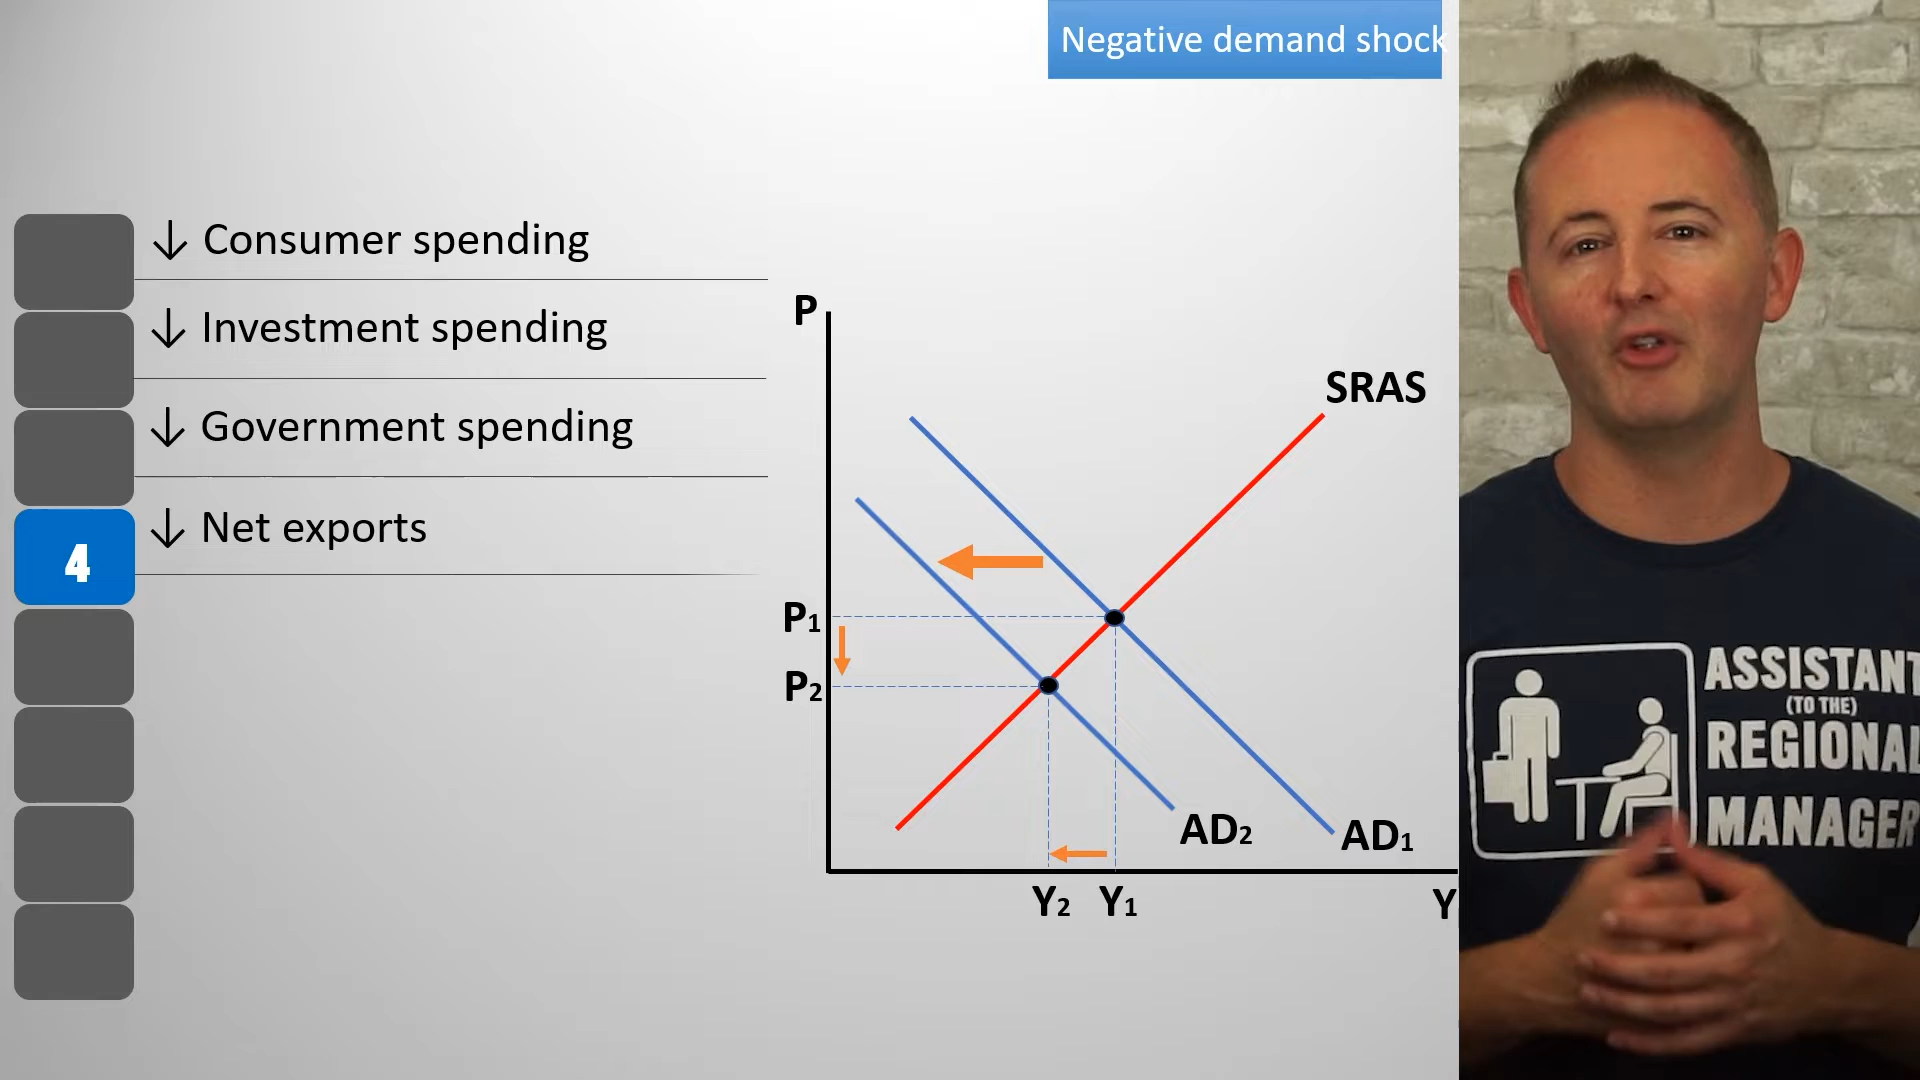 Negative demand shock
↓ Consumer spending
↓ Investment spending
↓ Government spending
4 ↓ Net exports
P
SRAS
P₁
P₂
AD₂
AD₁
Y₂ Y₁
Y
ASSISTANT
(TO THE)
REGIONAL
MANAGER